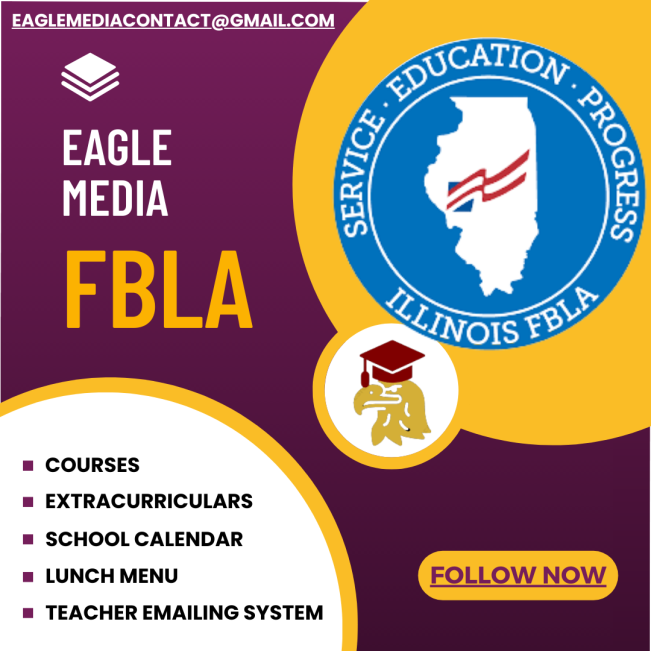 EAGLEMEDIACONTACT@GMAIL.COM
EAGLE
MEDIA
FBLA
SERVICE · EDUCATION · PROGRESS
ILLINOIS FBLA
COURSES
EXTRACURRICULARS
SCHOOL CALENDAR
LUNCH MENU
TEACHER EMAILING SYSTEM
FOLLOW NOW